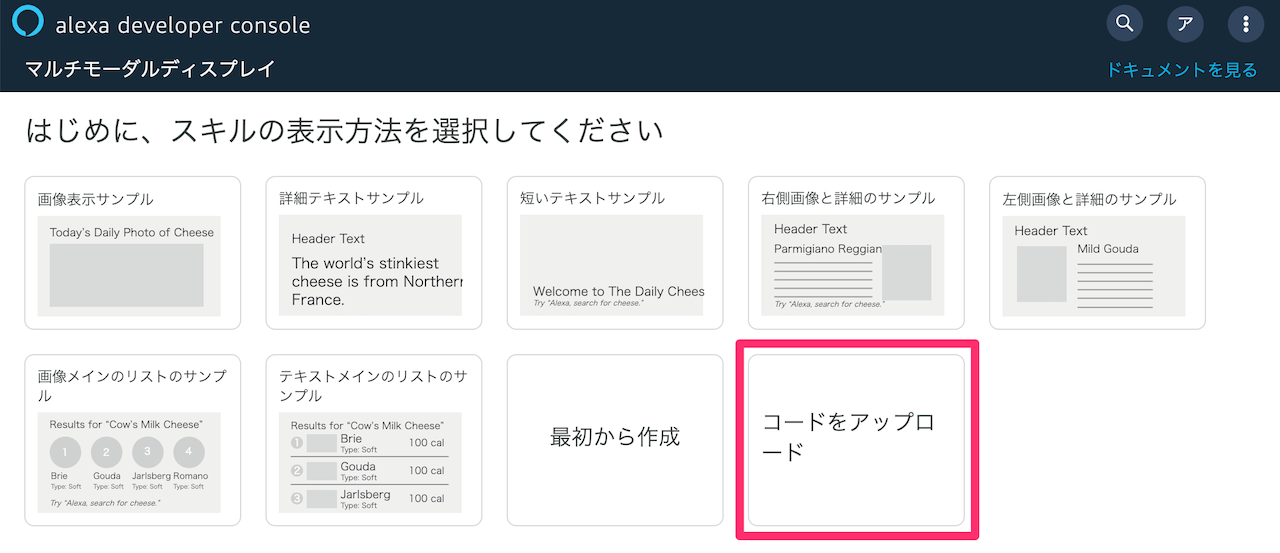 alexa developer console
ア
マルチモーダルディスプレイ
ドキュメントを見る
はじめに、スキルの表示方法を選択してください
画像表示サンプル
Today's Daily Photo of Cheese
詳細テキストサンプル
Header Text
The world's stinkiest
cheese is from Northern
France.
短いテキストサンプル
Welcome to The Daily Chees
Try "Alexa, search for cheese."
右側画像と詳細のサンプル
Header Text
Parmigiano Reggian
Try "Alexa, search for cheese."
左側画像と詳細のサンプル
Header Text
Mild Gouda
画像メインのリストのサンプ
ル
Results for "Cow's Milk Cheese"
1 2 3 4
Brie Gouda Jarlsberg Romano
Type: Soft Type: Soft Type: Soft Type: Soft
Try "Alexa, search for cheese."
テキストメインのリストのサ
ンプル
Results for "Cow's Milk Cheese"
1 Brie 100 cal
Type: Soft
2 Gouda 100 cal
Type: Soft
3 Jarlsberg 100 cal
Type: Soft
最初から作成
コードをアップロ
ード